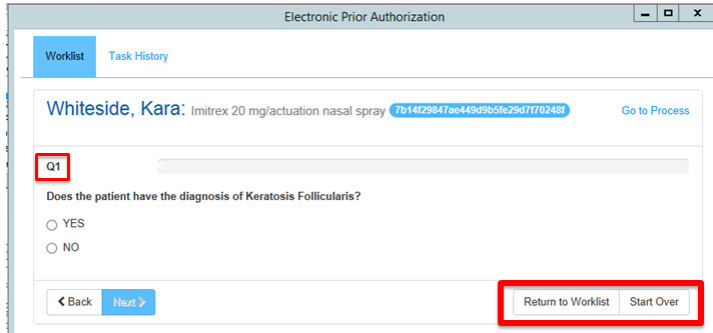 Electronic Prior Authorization
Worklist Task History
Whiteside, Kara: Imitrex 20 mg/actuation nasal spray 7b14f29847ae449d9b5fe29d7f70248f Go to Process
Q1
Does the patient have the diagnosis of Keratosis Follicularis?
YES
NO
Back Next Return to Worklist Start Over